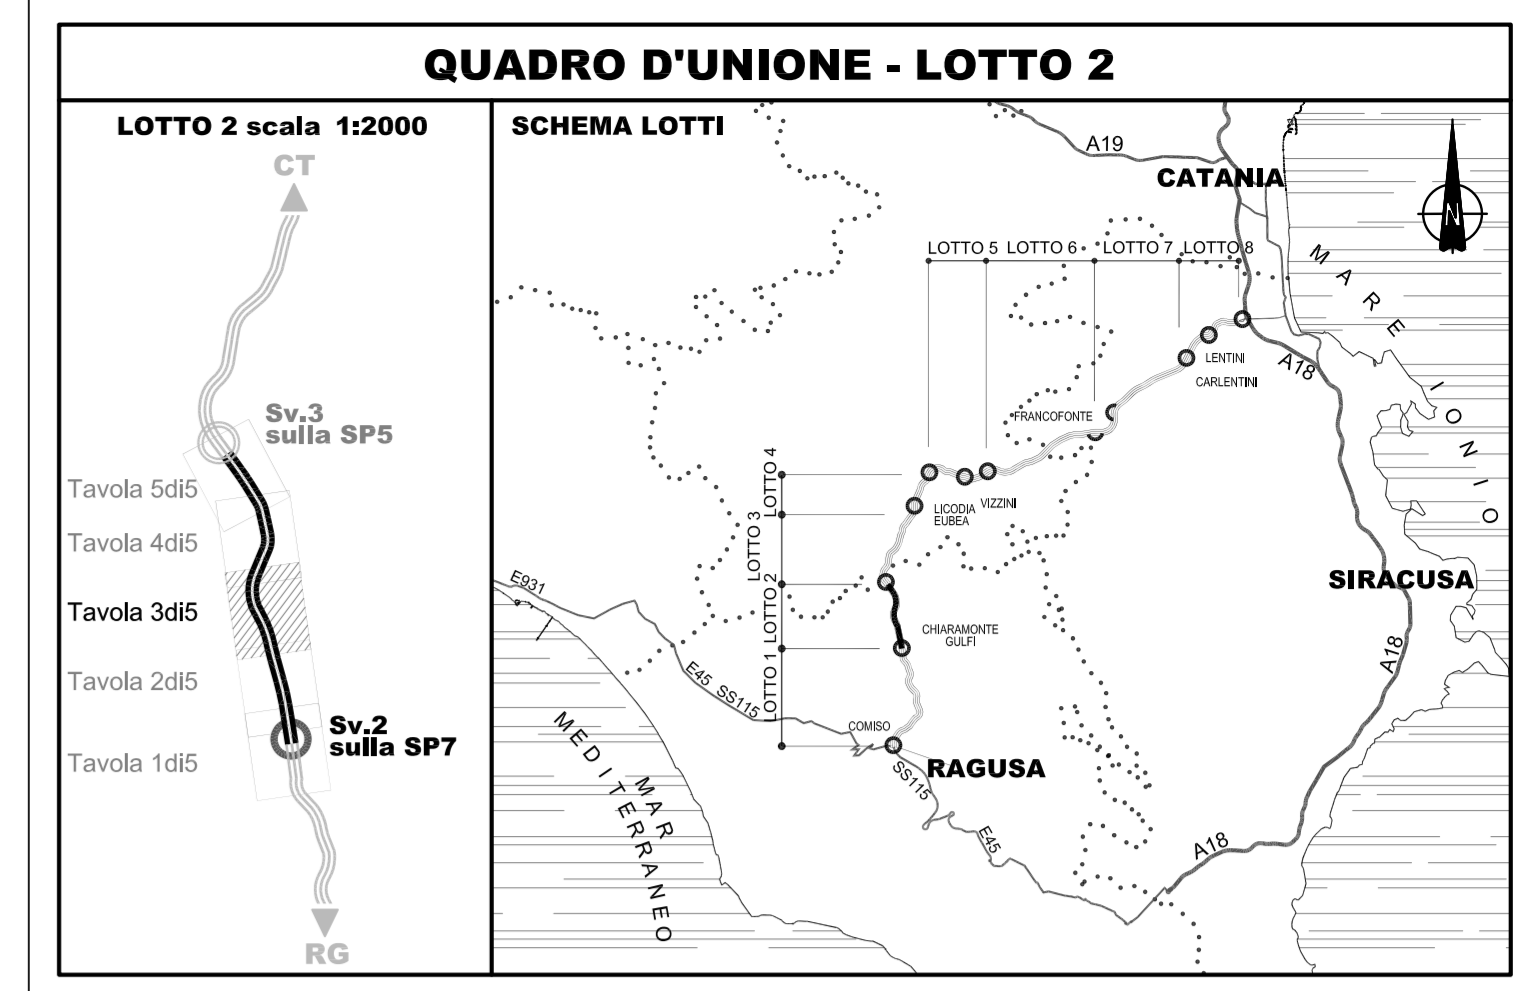 QUADRO D'UNIONE - LOTTO 2
LOTTO 2 scala 1:2000
CT
Sv.3
sulla SP5
Tavola 5di5
Tavola 4di5
Tavola 3di5
Tavola 2di5
Sv.2
sulla SP7
Tavola 1di5
RG
SCHEMA LOTTI
A19
CATANIA
N
LOTTO 5
LOTTO 6
LOTTO 7
LOTTO 8
MARE IONIO
LENTINI
CARLENTINI
A18
FRANCOFONTE
LOTTO 4
LOTTO 3
LOTTO 2
LOTTO 1
LICODIA
EUBEA
VIZZINI
SIRACUSA
E931
CHIARAMONTE
GULFI
A18
E45
SS115
COMISO
RAGUSA
SS115
E45
A18
MAR
MEDITERRANEO